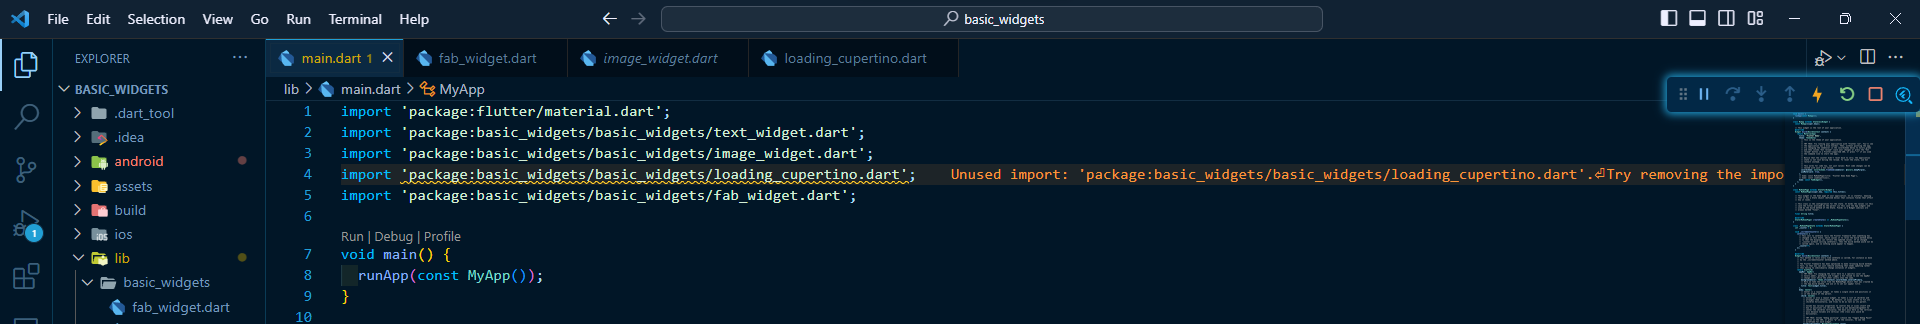 File Edit Selection View Go Run Terminal Help
basic_widgets
EXPLORER
BASIC_WIDGETS
.dart_tool
.idea
android
assets
build
ios
lib
basic_widgets
fab_widget.dart
1
main.dart 1
fab_widget.dart
image_widget.dart
loading_cupertino.dart
lib > main.dart > MyApp
1 import 'package:flutter/material.dart';
2 import 'package:basic_widgets/basic_widgets/text_widget.dart';
3 import 'package:basic_widgets/basic_widgets/image_widget.dart';
4 import 'package:basic_widgets/basic_widgets/loading_cupertino.dart'; Unused import: 'package:basic_widgets/basic_widgets/loading_cupertino.dart'.⏎Try removing the impo
5 import 'package:basic_widgets/basic_widgets/fab_widget.dart';
6
Run | Debug | Profile
7 void main() {
8 runApp(const MyApp());
9 }
10